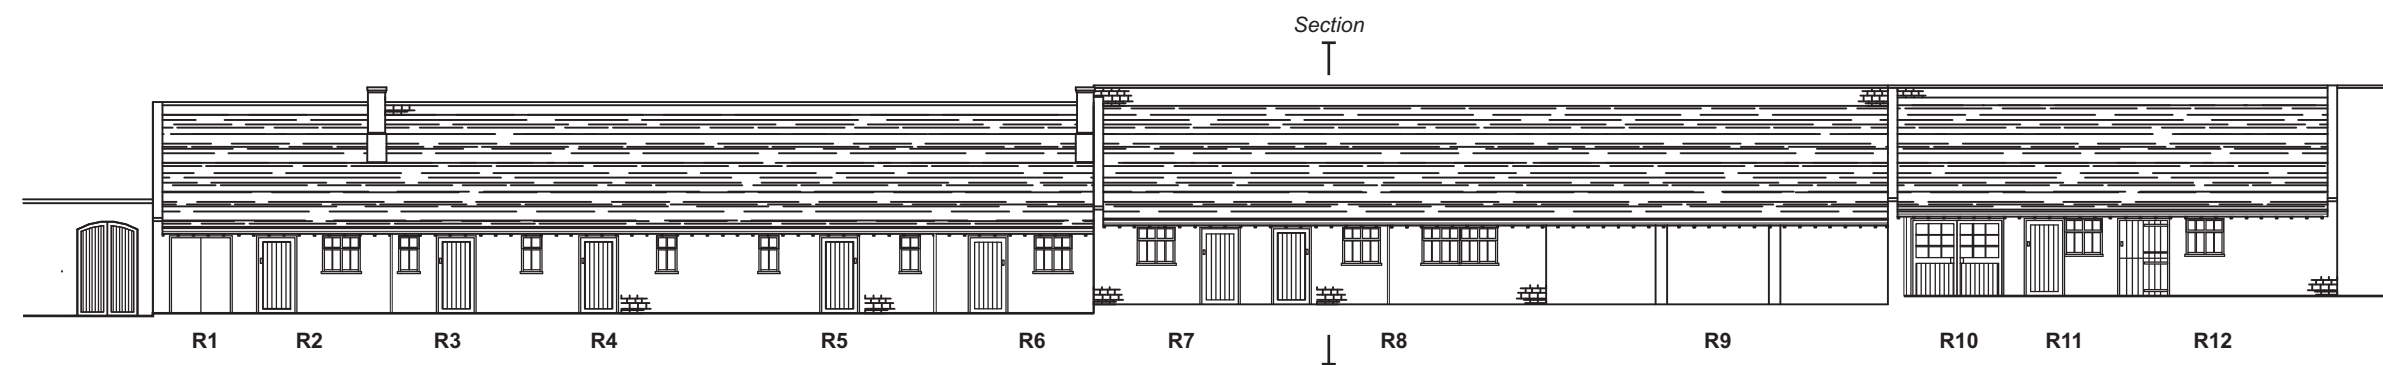 Section
R1 R2 R3 R4 R5 R6 R7 R8 R9 R10 R11 R12